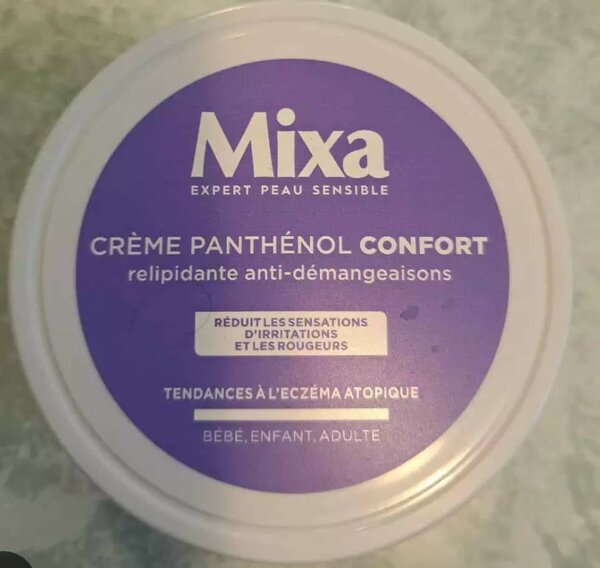 Mixa
EXPERT PEAU SENSIBLE
CRÈME PANTHÉNOL CONFORT
relipidante anti-démangeaisons
RÉDUIT LES SENSATIONS
D'IRRITATIONS
ET LES ROUGEURS
TENDANCES À L'ECZÉMA ATOPIQUE
BÉBÉ, ENFANT, ADULTE